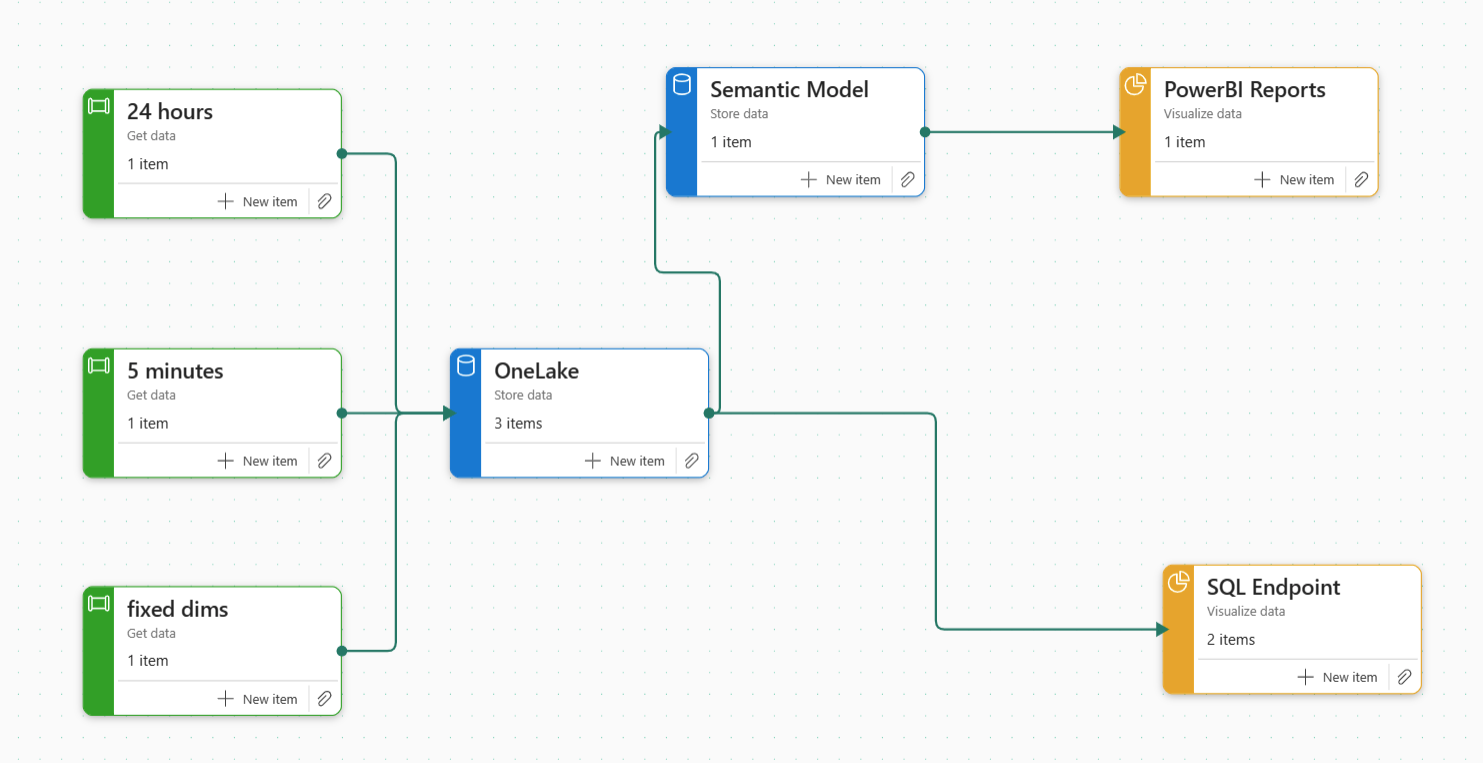 24 hours
Get data
1 item
New item
5 minutes
Get data
1 item
New item
fixed dims
Get data
1 item
New item
OneLake
Store data
3 items
New item
Semantic Model
Store data
1 item
New item
PowerBI Reports
Visualize data
1 item
New item
SQL Endpoint
Visualize data
2 items
New item